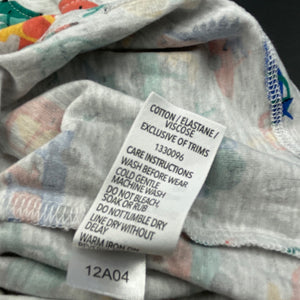 COTTON / ELASTANE /
VISCOSE
EXCLUSIVE OF TRIMS
1330096
CARE INSTRUCTIONS
WASH BEFORE WEAR
COLD GENTLE
MACHINE WASH
DO NOT BLEACH,
SOAK OR RUB
DO NOT TUMBLE DRY
LINE DRY WITHOUT
DELAY
WARM IRON ON
12A04